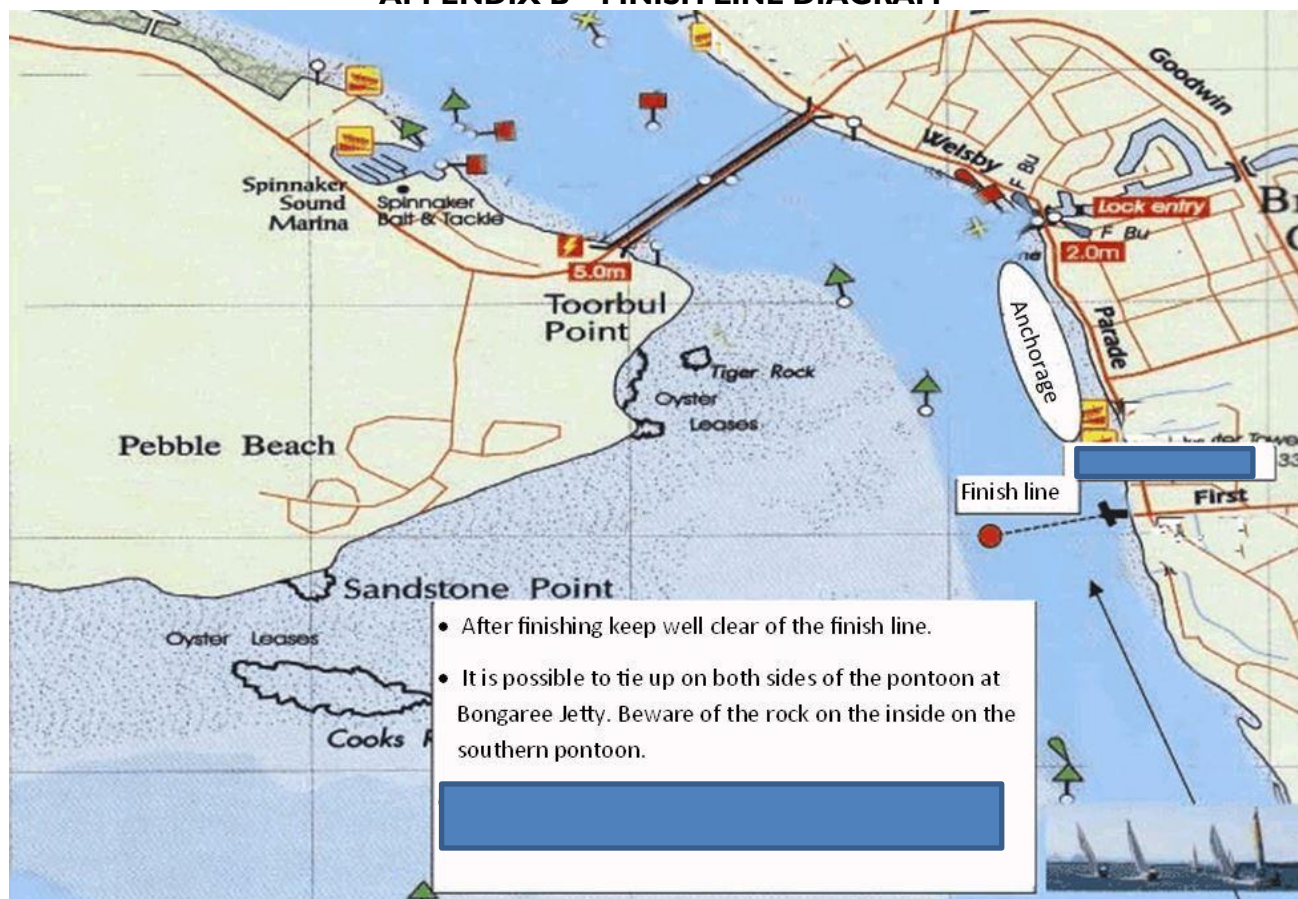 APPENDIX B - FINISH LINE DIAGRAM
Goodwin
Welsby
F Bu
Spinnaker
Sound
Marina
Spinnaker
Bait & Tackle
Lock entry
F Bu
2.0m
5.0m
Toorbul
Point
Anchorage
Parade
Tiger Rock
Oyster
Leases
Pebble Beach
33
Finish line
First
Sandstone Point
Oyster Leases
Cooks
• After finishing keep well clear of the finish line.
• It is possible to tie up on both sides of the pontoon at
Bongaree Jetty. Beware of the rock on the inside on the
southern pontoon.